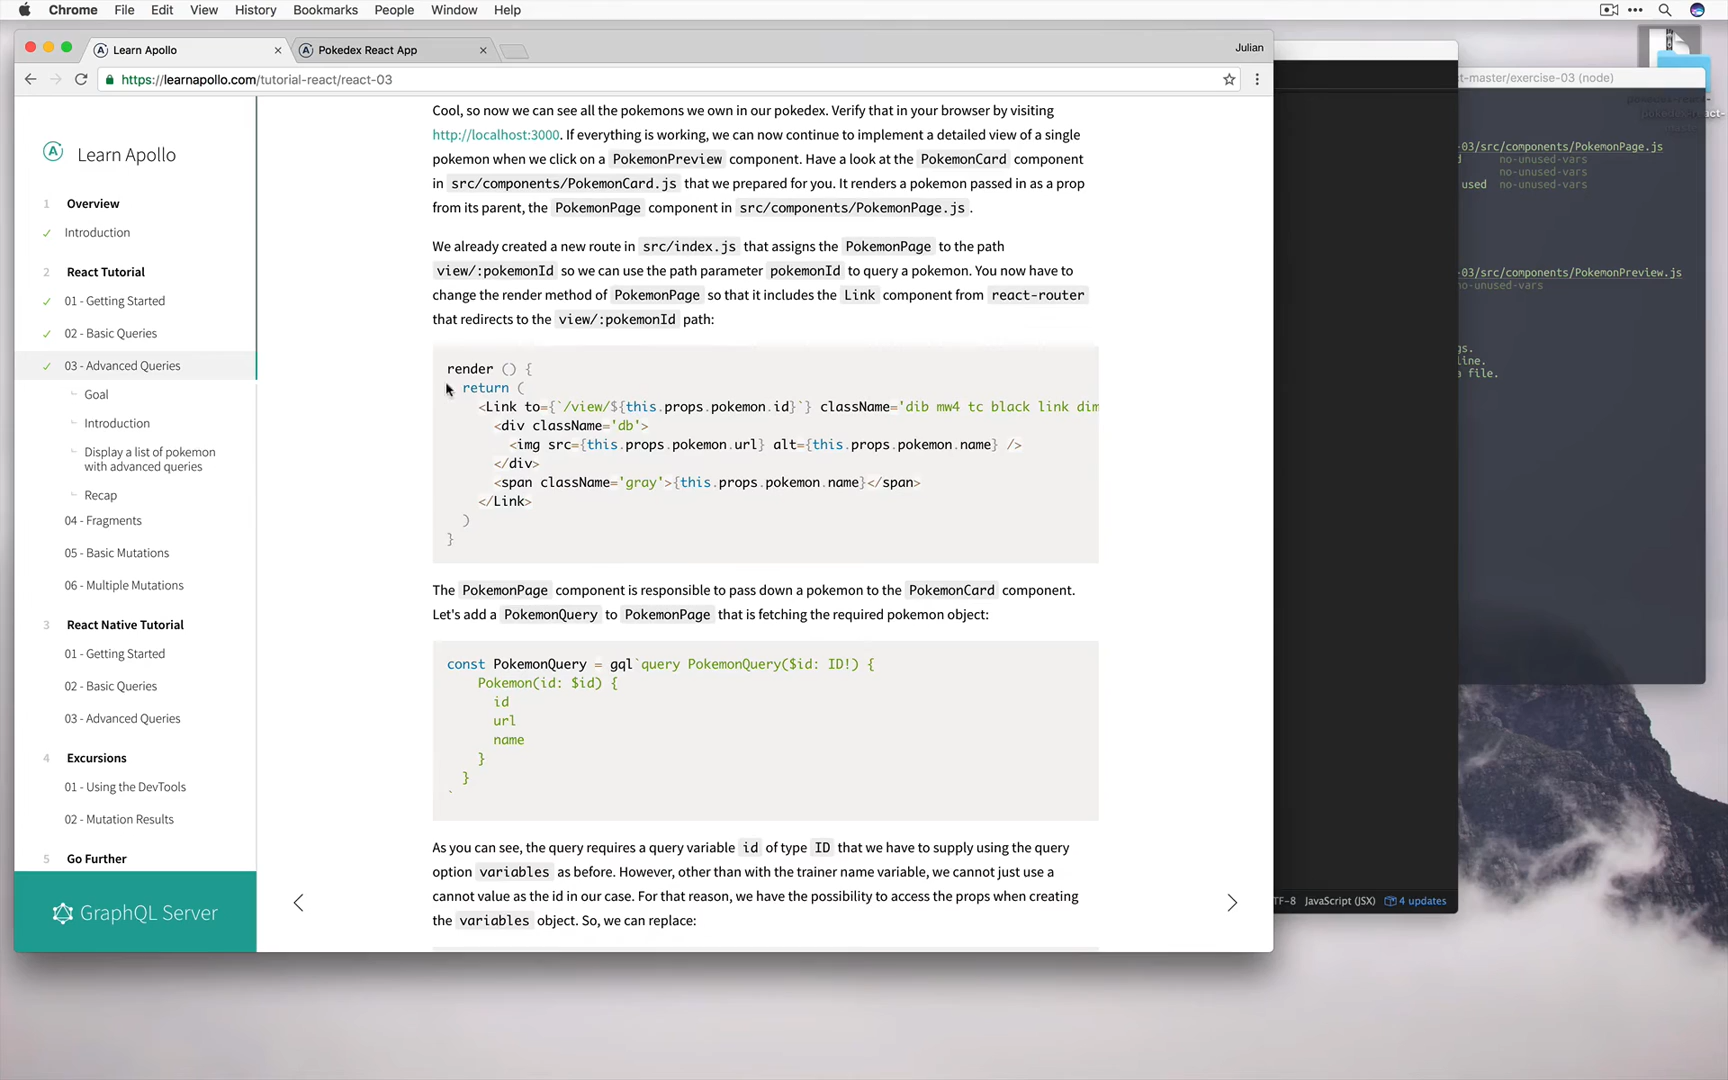 Chrome File Edit View History Bookmarks People Window Help
Learn Apollo
Pokedex React App
Julian
https://learnapollo.com/tutorial-react/react-03
Learn Apollo
1 Overview
Introduction
2 React Tutorial
01 - Getting Started
02 - Basic Queries
03 - Advanced Queries
Goal
Introduction
Display a list of pokemon
with advanced queries
Recap
04 - Fragments
05 - Basic Mutations
06 - Multiple Mutations
3 React Native Tutorial
01 - Getting Started
02 - Basic Queries
03 - Advanced Queries
4 Excursions
01 - Using the DevTools
02 - Mutation Results
5 Go Further
GraphQL Server
Cool, so now we can see all the pokemons we own in our pokedex. Verify that in your browser by visiting
http://localhost:3000. If everything is working, we can now continue to implement a detailed view of a single
pokemon when we click on a PokemonPreview component. Have a look at the PokemonCard component
in src/components/PokemonCard.js that we prepared for you. It renders a pokemon passed in as a prop
from its parent, the PokemonPage component in src/components/PokemonPage.js.
We already created a new route in src/index.js that assigns the PokemonPage to the path
view/:pokemonId so we can use the path parameter pokemonId to query a pokemon. You now have to
change the render method of PokemonPage so that it includes the Link component from react-router
that redirects to the view/:pokemonId path:
render () {
return (
<Link to={`/view/${this.props.pokemon.id}`} className='dib mw4 tc black link dim
<div className='db'>
<img src={this.props.pokemon.url} alt={this.props.pokemon.name} />
</div>
<span className='gray'>{this.props.pokemon.name}</span>
</Link>
)
}
The PokemonPage component is responsible to pass down a pokemon to the PokemonCard component.
Let's add a PokemonQuery to PokemonPage that is fetching the required pokemon object:
const PokemonQuery = gql`query PokemonQuery($id: ID!) {
Pokemon(id: $id) {
id
url
name
}
}
`
As you can see, the query requires a query variable id of type ID that we have to supply using the query
option variables as before. However, other than with the trainer name variable, we cannot just use a
cannot value as the id in our case. For that reason, we have the possibility to access the props when creating
the variables object. So, we can replace:
ct-master/exercise-03 (node)
-03/src/components/PokemonPage.js
no-unused-vars
no-unused-vars
used no-unused-vars
-03/src/components/PokemonPreview.js
no-unused-vars
gs.
line.
a file.
TF-8 JavaScript (JSX) 4 updates